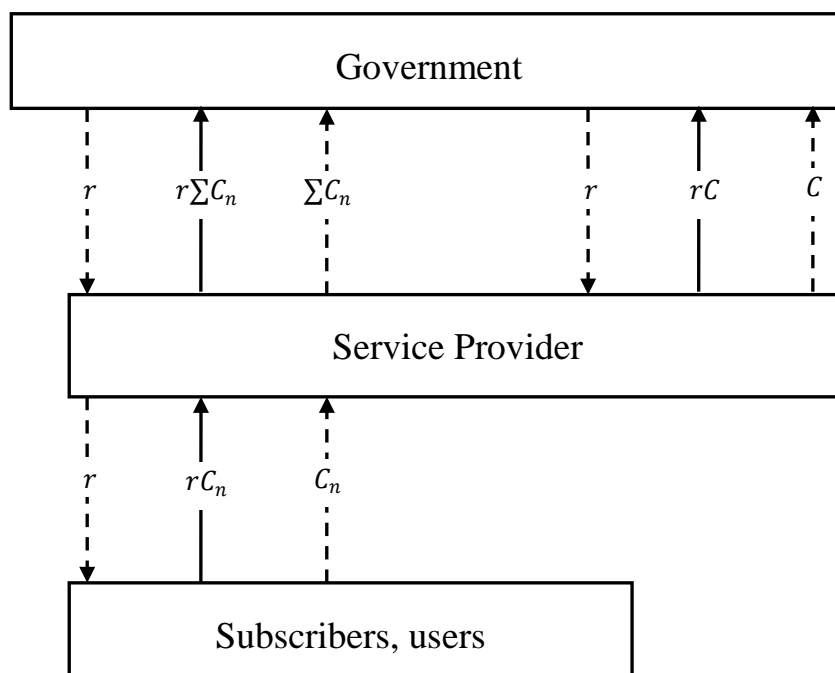 Government
r r∑Cₙ ∑Cₙ r rC C
Service Provider
r rCₙ Cₙ
Subscribers, users